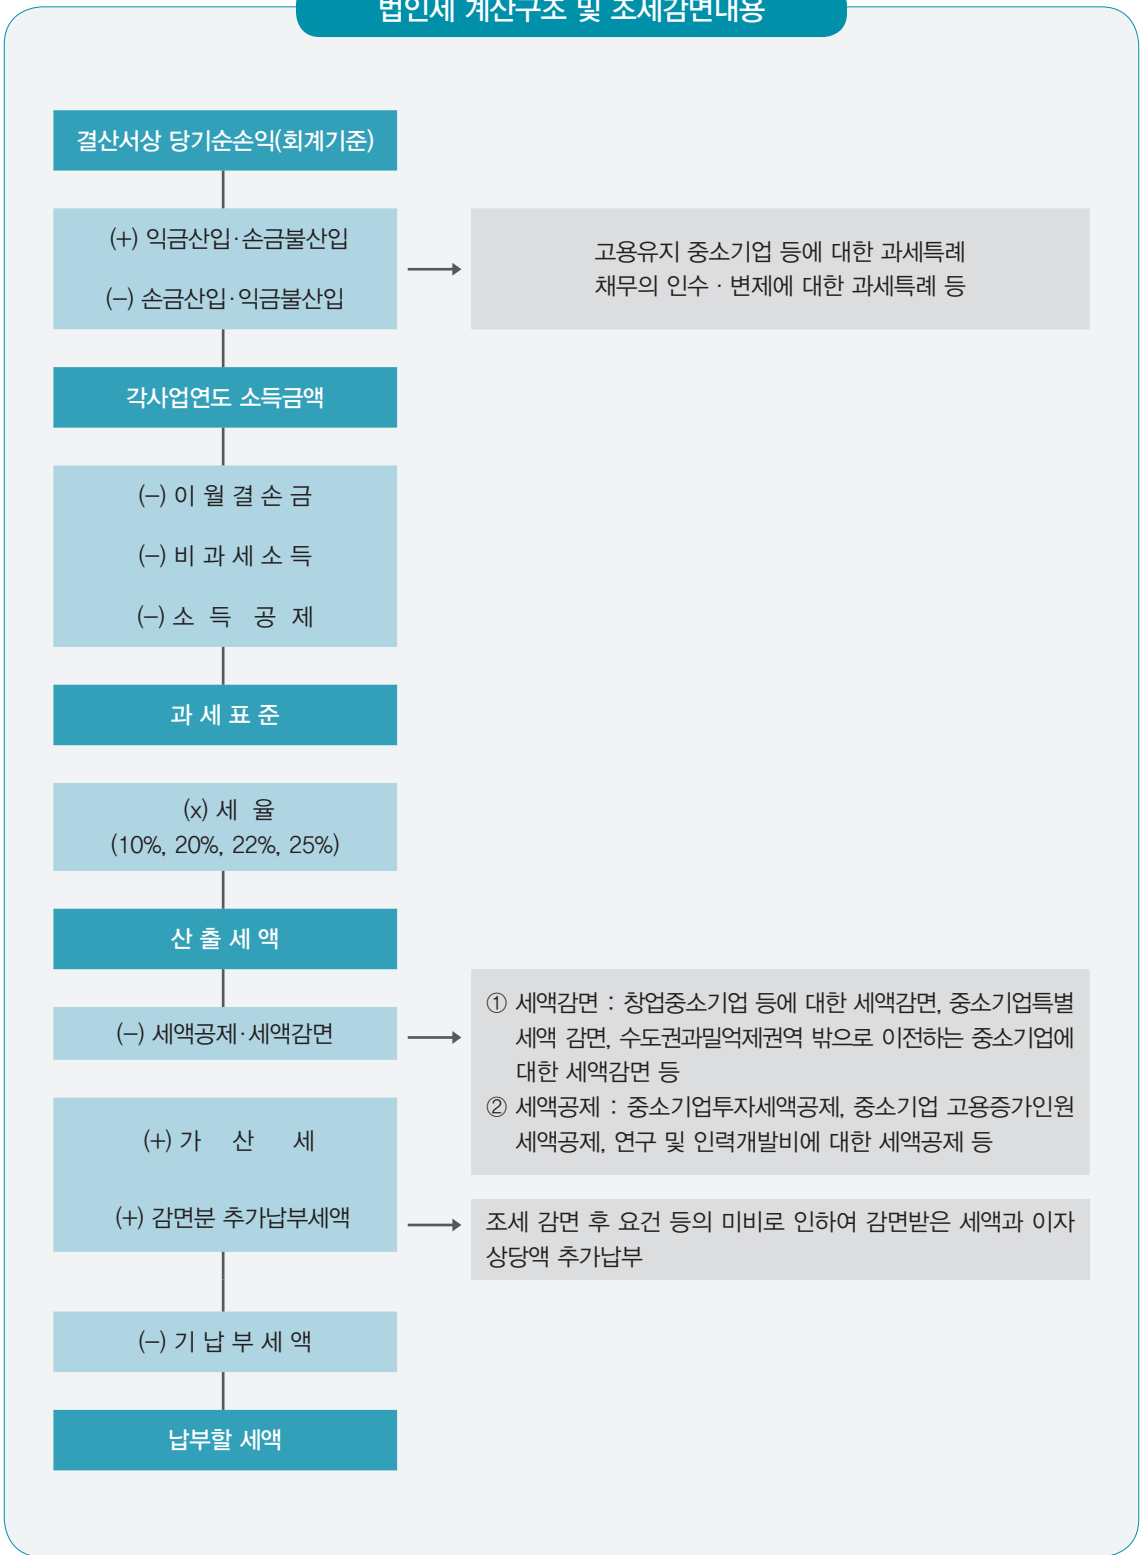 법인세 계산구조 및 조세감면내용
결산서상 당기순손익(회계기준)
(+) 익금산입·손금불산입
(−) 손금산입·익금불산입
고용유지 중소기업 등에 대한 과세특례
채무의 인수 · 변제에 대한 과세특례 등
각사업연도 소득금액
(−) 이 월 결 손 금
(−) 비 과 세 소 득
(−) 소 득 공 제
과 세 표 준
(x) 세 율
(10%, 20%, 22%, 25%)
산 출 세 액
(−) 세액공제·세액감면
① 세액감면 : 창업중소기업 등에 대한 세액감면, 중소기업특별
세액 감면, 수도권과밀억제권역 밖으로 이전하는 중소기업에
대한 세액감면 등
② 세액공제 : 중소기업투자세액공제, 중소기업 고용증가인원
세액공제, 연구 및 인력개발비에 대한 세액공제 등
(+) 가 산 세
(+) 감면분 추가납부세액
조세 감면 후 요건 등의 미비로 인하여 감면받은 세액과 이자
상당액 추가납부
(−) 기 납 부 세 액
납부할 세액